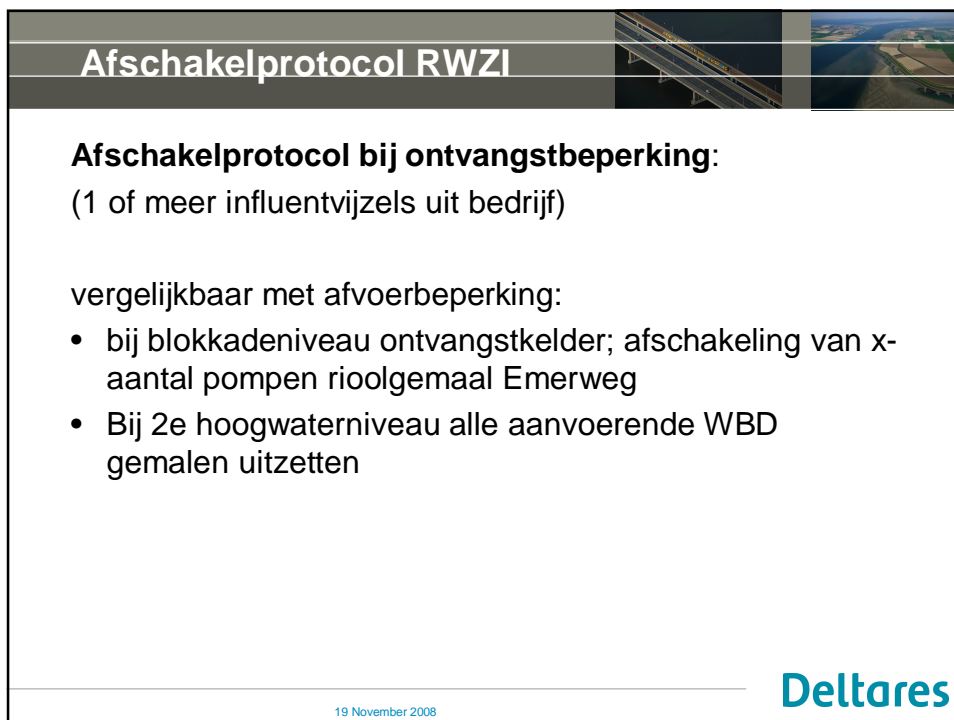 Afschakelprotocol RWZI
Afschakelprotocol bij ontvangstbeperking:
(1 of meer influentvijzels uit bedrijf)
vergelijkbaar met afvoerbeperking:
• bij blokkadeniveau ontvangstkelder; afschakeling van x-
aantal pompen rioolgemaal Emerweg
• Bij 2e hoogwaterniveau alle aanvoerende WBD
gemalen uitzetten
19 November 2008
Deltares